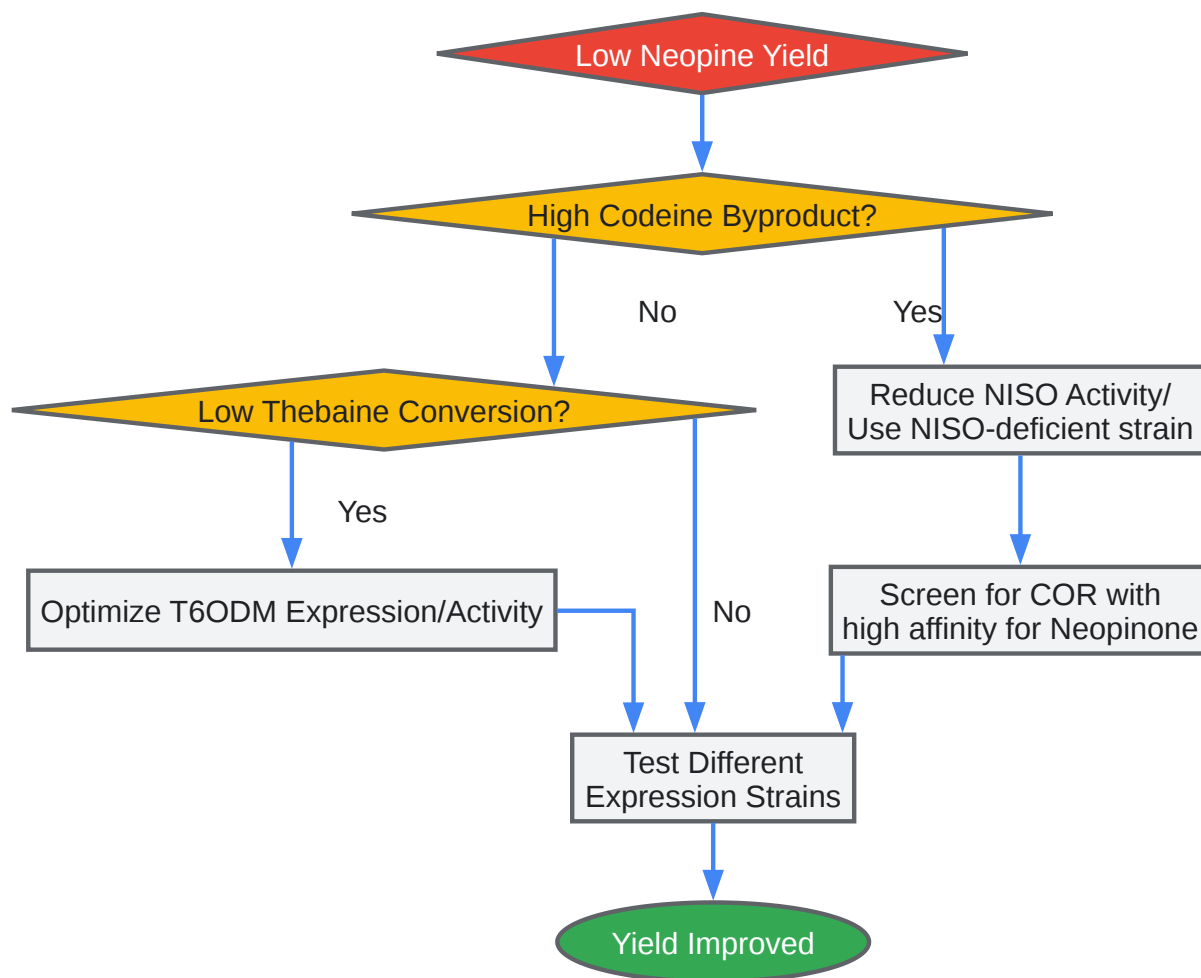 Low Neopine Yield
High Codeine Byproduct?
No
Yes
Low Thebaine Conversion?
Reduce NISO Activity/
Use NISO-deficient strain
Yes
Optimize T6ODM Expression/Activity
No
Screen for COR with
high affinity for Neopinone
Test Different
Expression Strains
Yield Improved